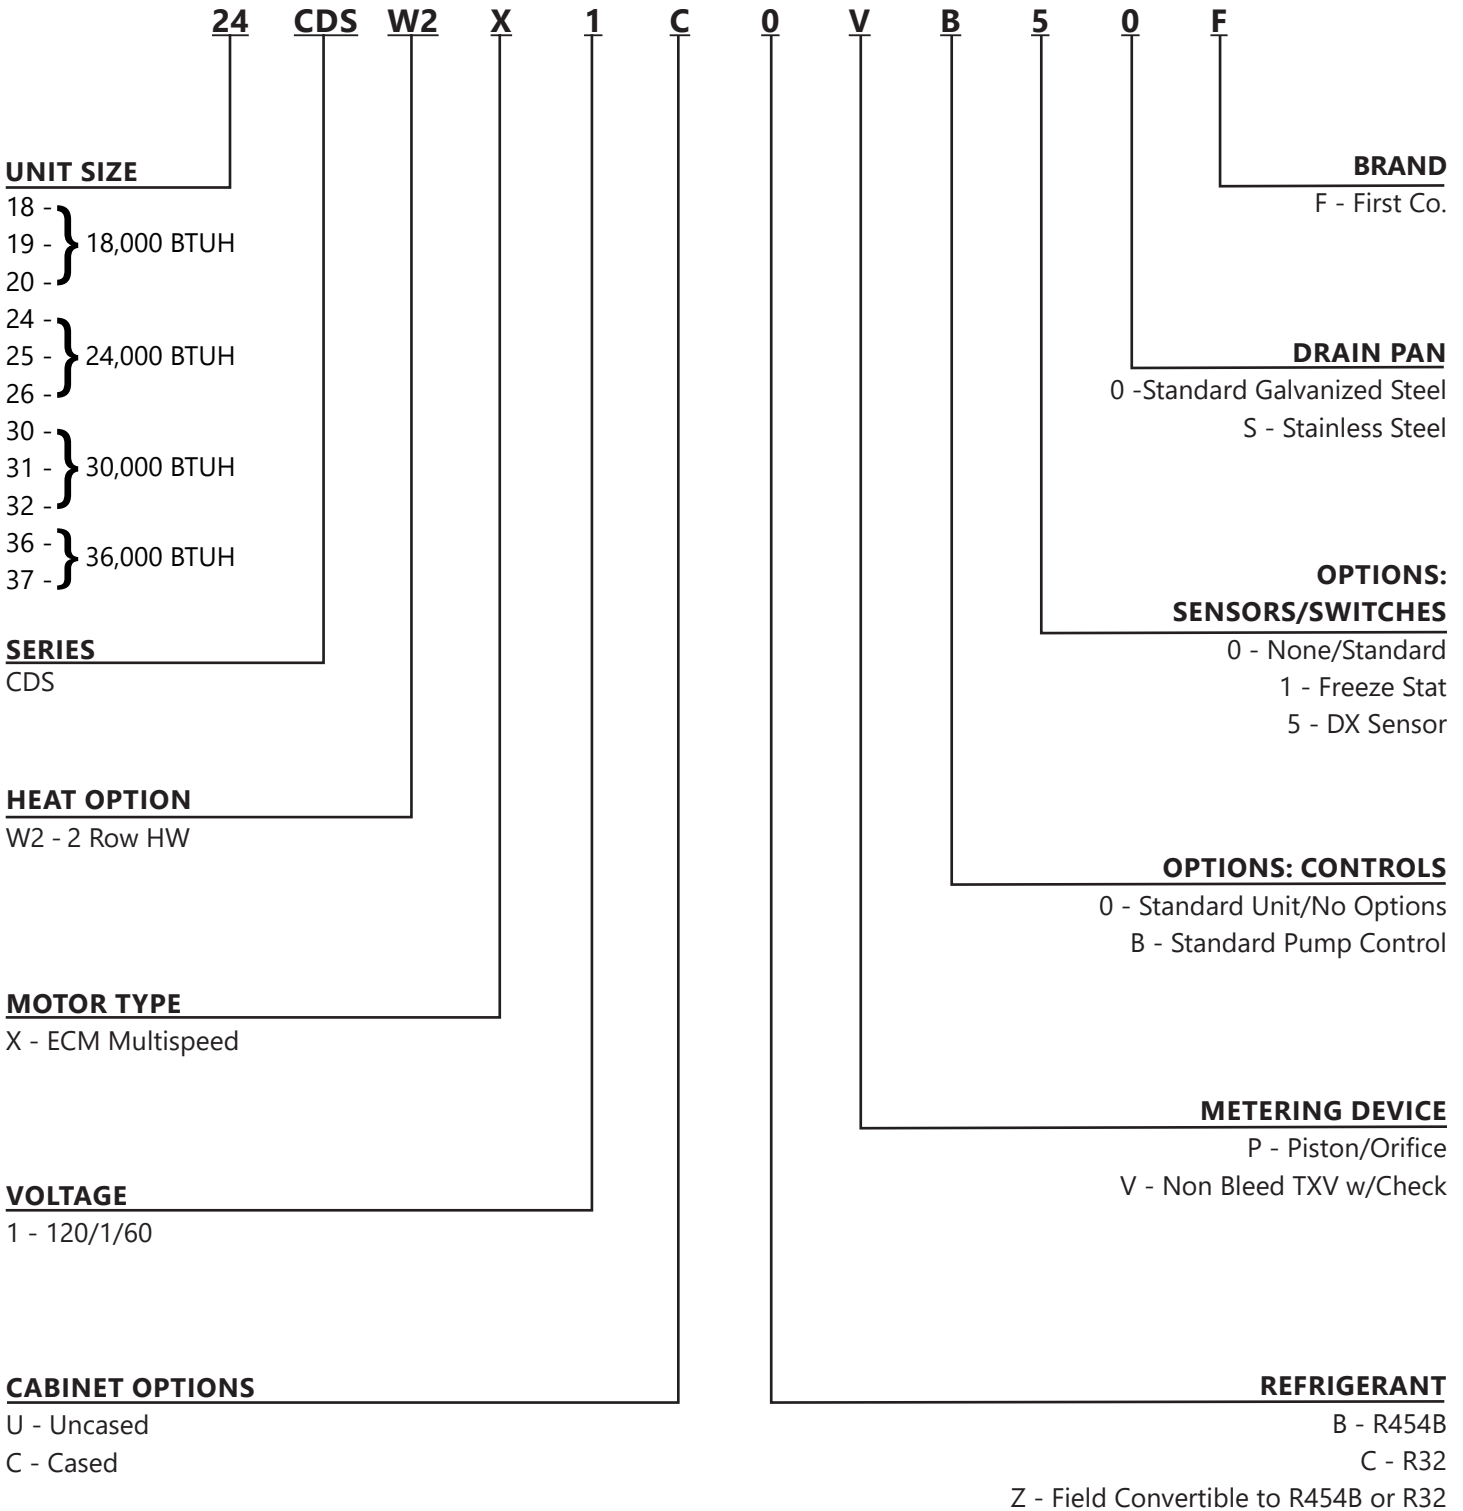 24 CDS W2 X 1 C 0 V B 5 0 F
UNIT SIZE
18 -
19 - } 18,000 BTUH
20 -
24 -
25 - } 24,000 BTUH
26 -
30 -
31 - } 30,000 BTUH
32 -
36 -
} 36,000 BTUH
37 -
SERIES
CDS
HEAT OPTION
W2 - 2 Row HW
MOTOR TYPE
X - ECM Multispeed
VOLTAGE
1 - 120/1/60
CABINET OPTIONS
U - Uncased
C - Cased
BRAND
F - First Co.
DRAIN PAN
0 -Standard Galvanized Steel
S - Stainless Steel
OPTIONS:
SENSORS/SWITCHES
0 - None/Standard
1 - Freeze Stat
5 - DX Sensor
OPTIONS: CONTROLS
0 - Standard Unit/No Options
B - Standard Pump Control
METERING DEVICE
P - Piston/Orifice
V - Non Bleed TXV w/Check
REFRIGERANT
B - R454B
C - R32
Z - Field Convertible to R454B or R32